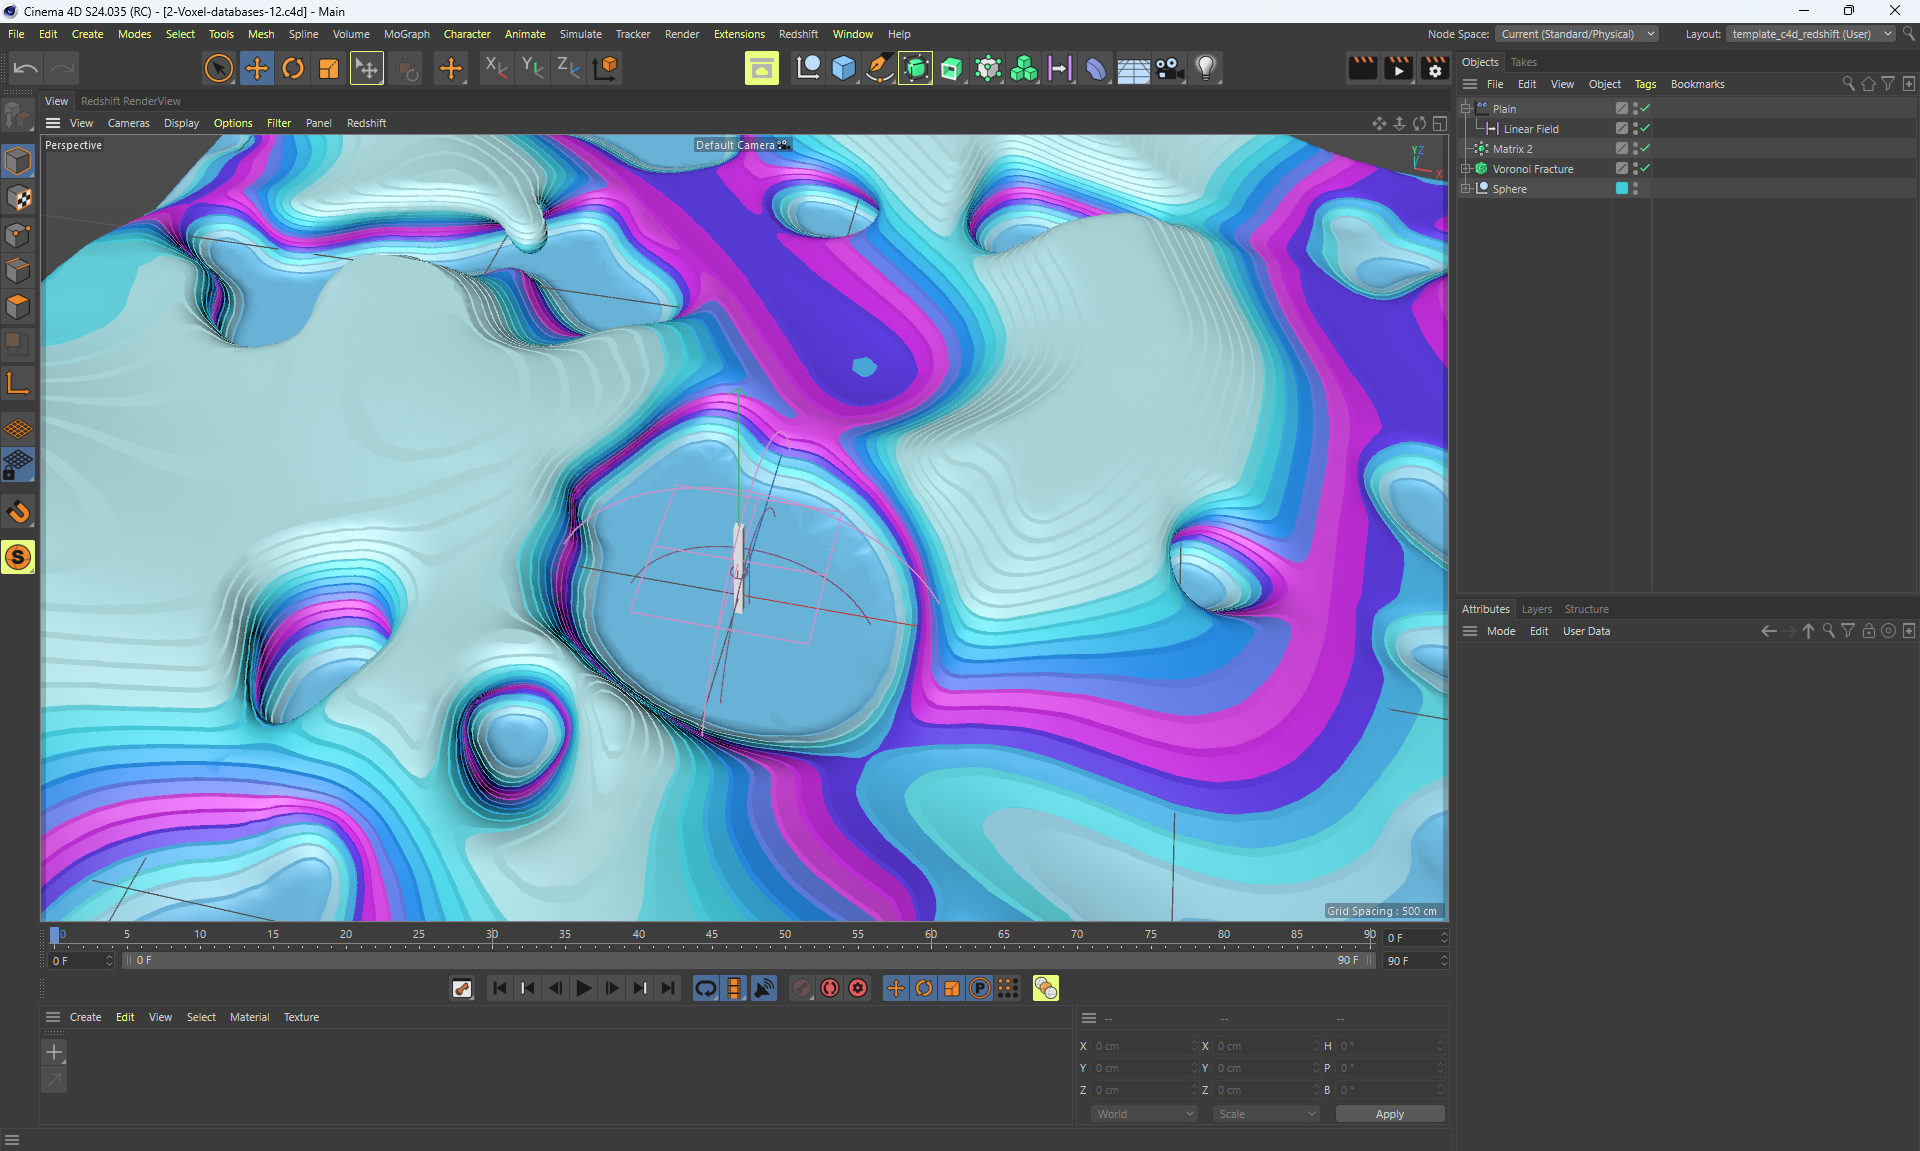 Cinema 4D S24.035 (RC) - [2-Voxel-databases-12.c4d] - Main
File Edit Create Modes Select Tools Mesh Spline Volume MoGraph Character Animate Simulate Tracker Render Extensions Redshift Window Help
Node Space: Current (Standard/Physical) Layout: template_c4d_redshift (User)
X Y Z
View Redshift RenderView
View Cameras Display Options Filter Panel Redshift
Perspective
Default Camera
Y Z
X
S
Grid Spacing : 500 cm
0 5 10 15 20 25 30 35 40 45 50 55 60 65 70 75 80 85 90
0 F
0 F
0 F
90 F
90 F
P
Create Edit View Select Material Texture
-- -- --
X 0 cm X 0 cm H 0 °
Y 0 cm Y 0 cm P 0 °
Z 0 cm Z 0 cm B 0 °
World Scale Apply
Objects Takes
File Edit View Object Tags Bookmarks
Plain
Linear Field
Matrix 2
Voronoi Fracture
Sphere
Attributes Layers Structure
Mode Edit User Data